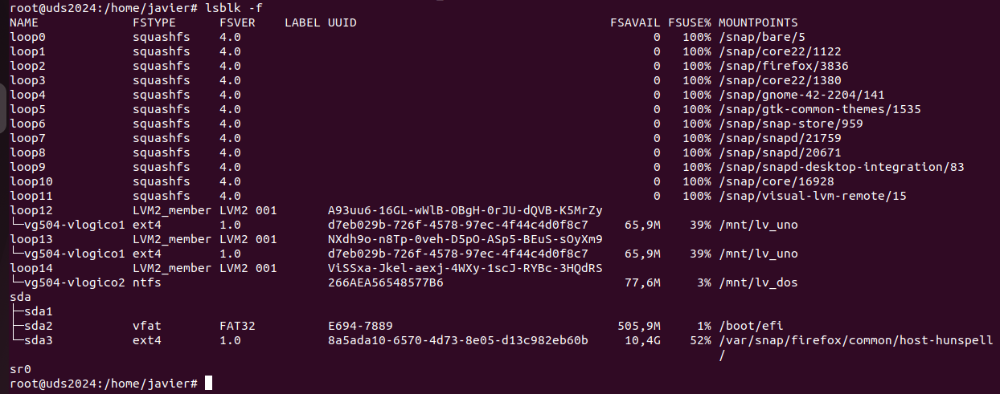 root@uds2024:/home/javier# lsblk -f
NAME FSTYPE FSVER LABEL UUID FSAVAIL FSUSE% MOUNTPOINTS
loop0 squashfs 4.0 0 100% /snap/bare/5
loop1 squashfs 4.0 0 100% /snap/core22/1122
loop2 squashfs 4.0 0 100% /snap/firefox/3836
loop3 squashfs 4.0 0 100% /snap/core22/1380
loop4 squashfs 4.0 0 100% /snap/gnome-42-2204/141
loop5 squashfs 4.0 0 100% /snap/gtk-common-themes/1535
loop6 squashfs 4.0 0 100% /snap/snap-store/959
loop7 squashfs 4.0 0 100% /snap/snapd/21759
loop8 squashfs 4.0 0 100% /snap/snapd/20671
loop9 squashfs 4.0 0 100% /snap/snapd-desktop-integration/83
loop10 squashfs 4.0 0 100% /snap/core/16928
loop11 squashfs 4.0 0 100% /snap/visual-lvm-remote/15
loop12 LVM2_member LVM2 001 A93uu6-16GL-wWlB-OBgH-0rJU-dQVB-K5MrZy
└─vg504-vlogico1 ext4 1.0 d7eb029b-726f-4578-97ec-4f44c4d0f8c7 65,9M 39% /mnt/lv_uno
loop13 LVM2_member LVM2 001 NXdh9o-n8Tp-0veh-D5pO-ASp5-BEuS-sOyXm9
└─vg504-vlogico1 ext4 1.0 d7eb029b-726f-4578-97ec-4f44c4d0f8c7 65,9M 39% /mnt/lv_uno
loop14 LVM2_member LVM2 001 ViSSxa-Jkel-aexj-4WXy-1scJ-RYBc-3HQdRS
└─vg504-vlogico2 ntfs 266AEA56548577B6 77,6M 3% /mnt/lv_dos
sda
├─sda1
├─sda2 vfat FAT32 E694-7889 505,9M 1% /boot/efi
└─sda3 ext4 1.0 8a5ada10-6570-4d73-8e05-d13c982eb60b 10,4G 52% /var/snap/firefox/common/host-hunspell
/
sr0
root@uds2024:/home/javier#